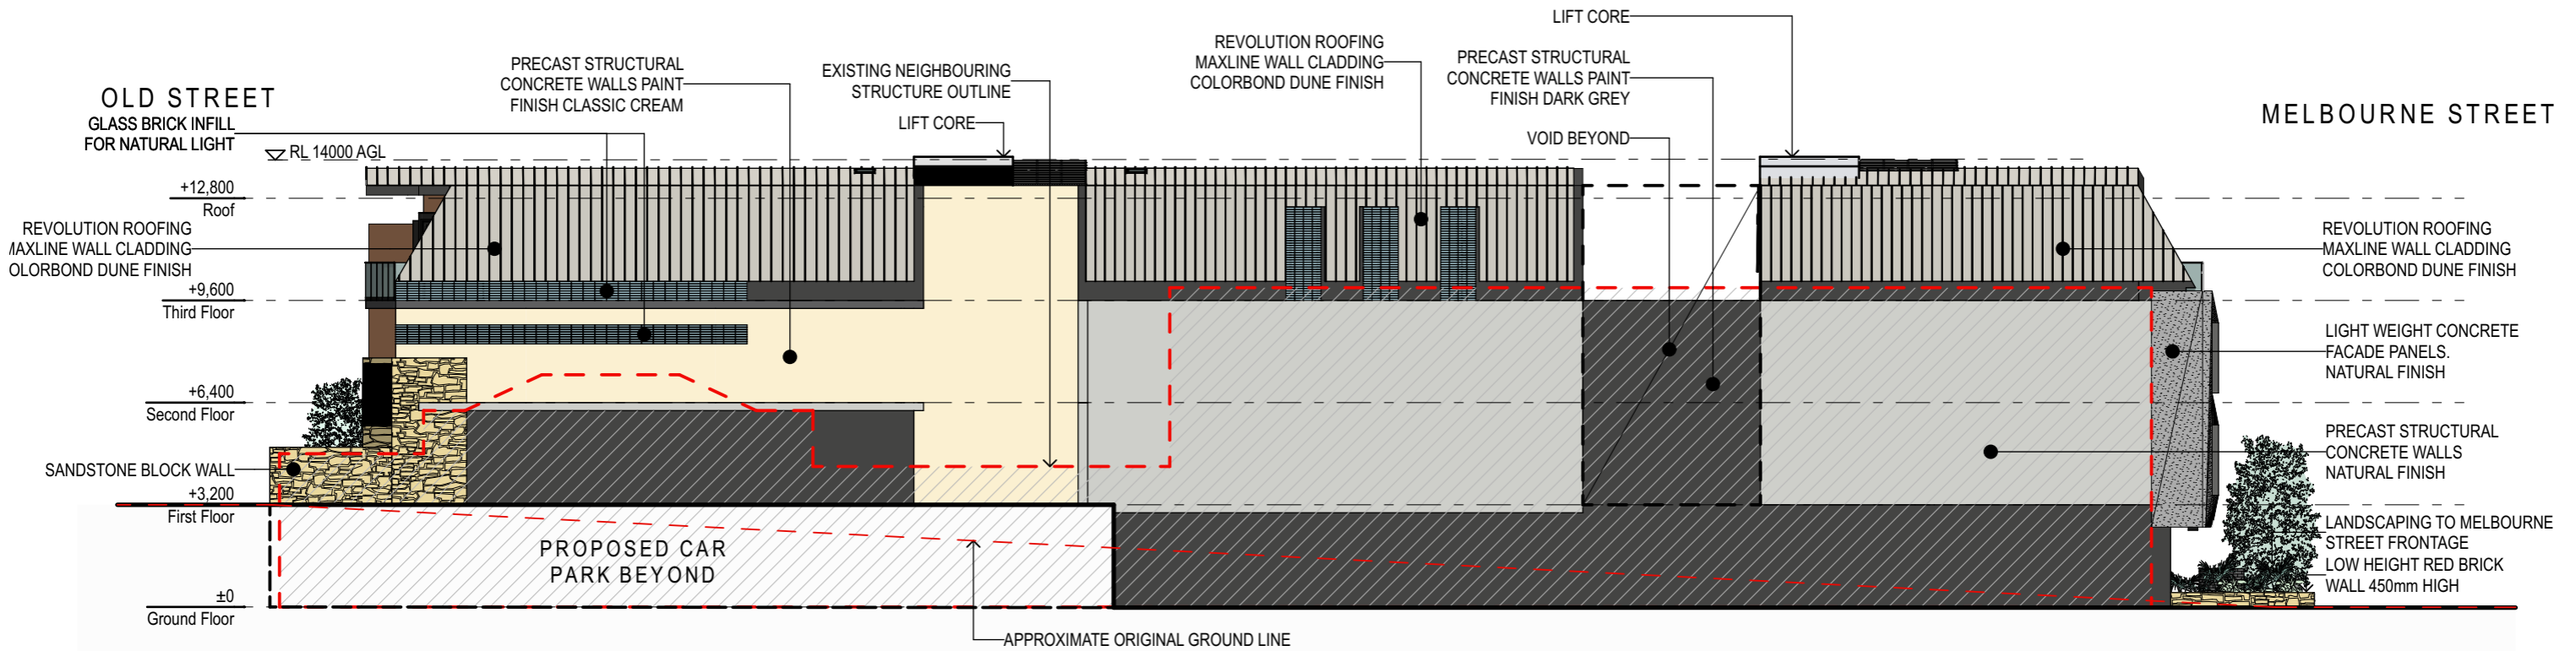 LIFT CORE
REVOLUTION ROOFING
MAXLINE WALL CLADDING
COLORBOND DUNE FINISH
PRECAST STRUCTURAL
CONCRETE WALLS PAINT
FINISH DARK GREY
PRECAST STRUCTURAL
CONCRETE WALLS PAINT
FINISH CLASSIC CREAM
EXISTING NEIGHBOURING
STRUCTURE OUTLINE
OLD STREET
GLASS BRICK INFILL
FOR NATURAL LIGHT
LIFT CORE
VOID BEYOND
MELBOURNE STREET
RL 14000 AGL
+12,800
Roof
REVOLUTION ROOFING
MAXLINE WALL CLADDING
OLORBOND DUNE FINISH
REVOLUTION ROOFING
MAXLINE WALL CLADDING
COLORBOND DUNE FINISH
+9,600
Third Floor
LIGHT WEIGHT CONCRETE
FACADE PANELS.
NATURAL FINISH
+6,400
Second Floor
PRECAST STRUCTURAL
CONCRETE WALLS
NATURAL FINISH
SANDSTONE BLOCK WALL
+3,200
First Floor
LANDSCAPING TO MELBOURNE
STREET FRONTAGE
LOW HEIGHT RED BRICK
WALL 450mm HIGH
PROPOSED CAR
PARK BEYOND
±0
Ground Floor
APPROXIMATE ORIGINAL GROUND LINE